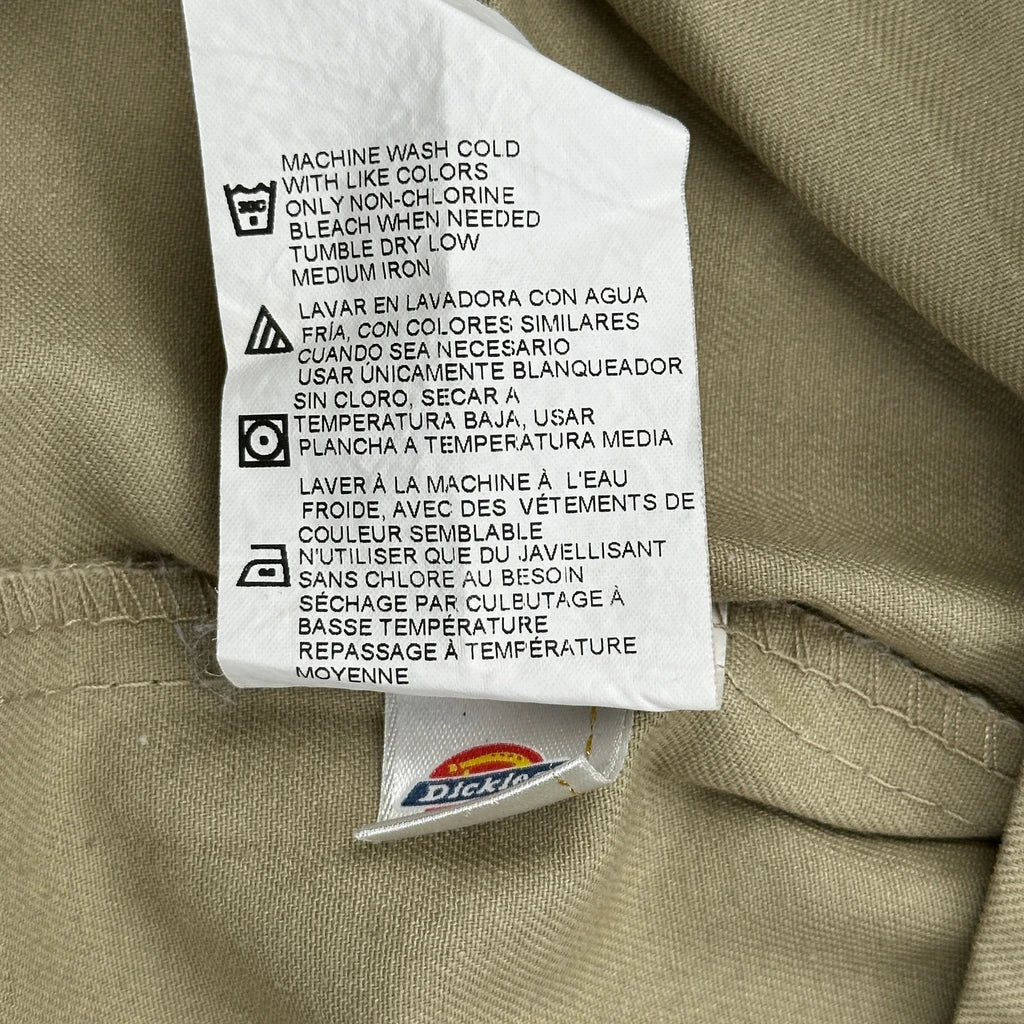 MACHINE WASH COLD
WITH LIKE COLORS
ONLY NON-CHLORINE
BLEACH WHEN NEEDED
TUMBLE DRY LOW
MEDIUM IRON
30C
LAVAR EN LAVADORA CON AGUA
FRÍA, CON COLORES SIMILARES
CUANDO SEA NECESARIO
USAR ÚNICAMENTE BLANQUEADOR
SIN CLORO, SECAR A
TEMPERATURA BAJA, USAR
PLANCHA A TEMPERATURA MEDIA
LAVER À LA MACHINE À L'EAU
FROIDE, AVEC DES VÉTEMENTS DE
COULEUR SEMBLABLE
N'UTILISER QUE DU JAVELLISANT
SANS CHLORE AU BESOIN
SÉCHAGE PAR CULBUTAGE À
BASSE TEMPÉRATURE
REPASSAGE À TEMPÉRATURE
MOYENNE
Dickie